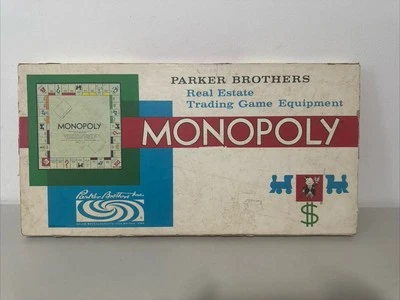 PARKER BROTHERS
Real Estate
Trading Game Equipment
MONOPOLY
MONOPOLY
Parker Brothers
$